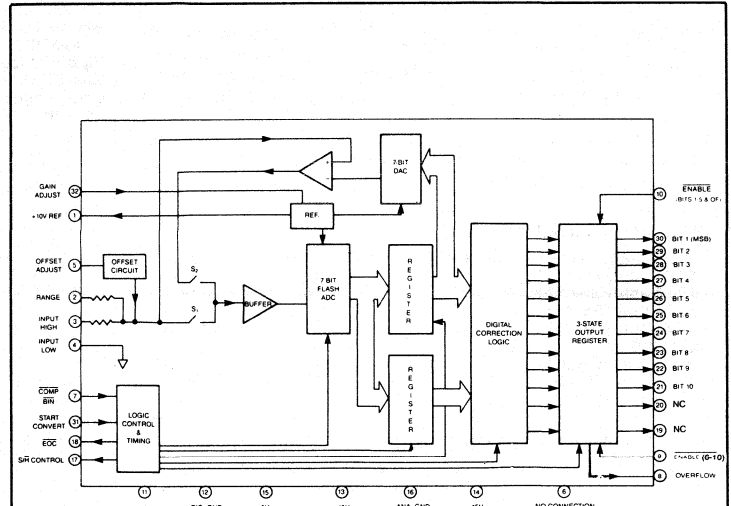 7-BIT
DAC
+
-
GAIN
ADJUST
32
+10V REF
1
REF.
10
ENABLE
(BITS 1-5 & OF)
OFFSET
ADJUST
5
OFFSET
CIRCUIT
RANGE
2
INPUT
HIGH
3
INPUT
LOW
4
S2
S1
BUFFER
7 BIT
FLASH
ADC
REGISTER
REGISTER
DIGITAL
CORRECTION
LOGIC
3-STATE
OUTPUT
REGISTER
30 BIT 1 (MSB)
29 BIT 2
28 BIT 3
27 BIT 4
26 BIT 5
25 BIT 6
24 BIT 7
23 BIT 8
22 BIT 9
21 BIT 10
20 NC
19 NC
9 ENABLE (6-10)
8 OVERFLOW
COMP
BIN
7
START
CONVERT
31
EOC
18
S/H CONTROL
17
LOGIC
CONTROL
&
TIMING
11 12 15 13 16 14 6
ANA. GND
NO CONNECTION